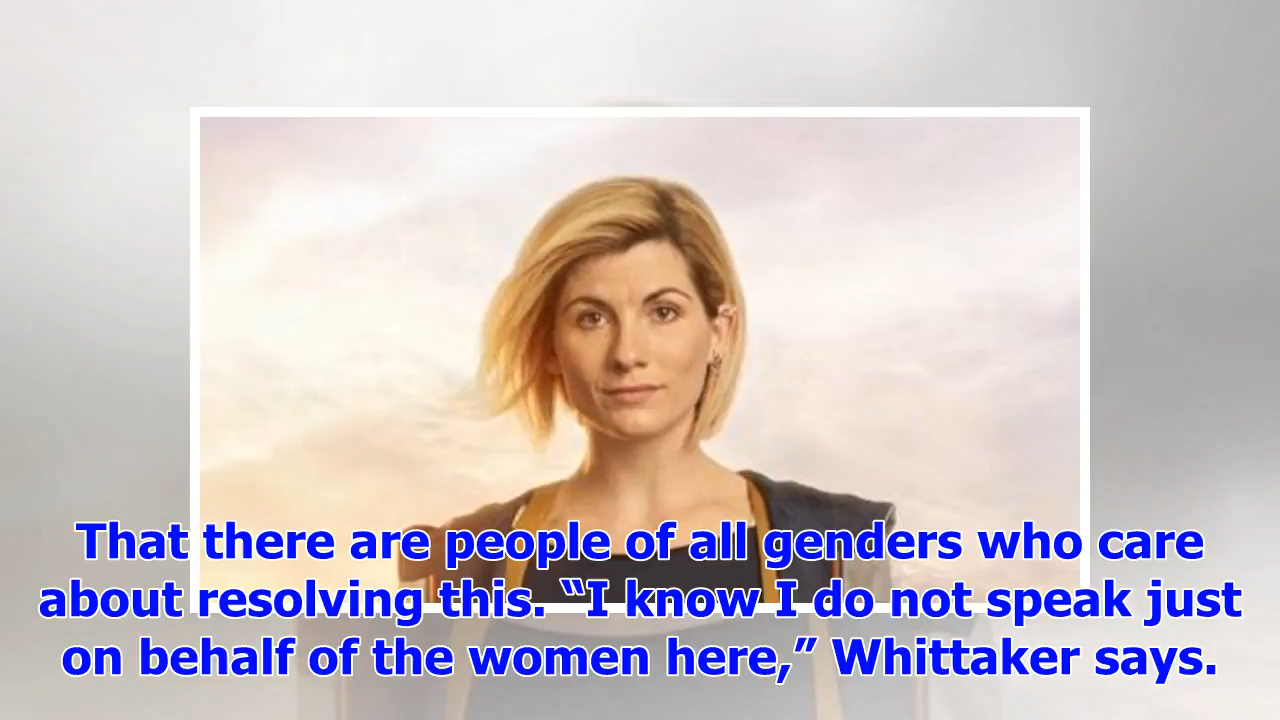 That there are people of all genders who care
about resolving this. “I know I do not speak just
on behalf of the women here,” Whittaker says.